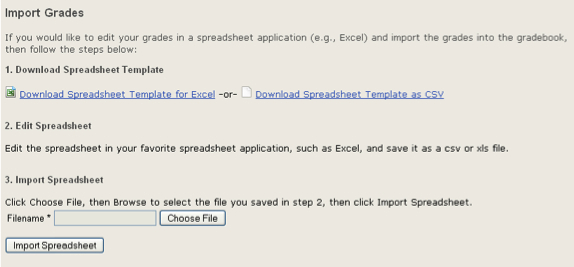 Import Grades
If you would like to edit your grades in a spreadsheet application (e.g., Excel) and import the grades into the gradebook,
then follow the steps below:
1. Download Spreadsheet Template
Download Spreadsheet Template for Excel -or- Download Spreadsheet Template as CSV
2. Edit Spreadsheet
Edit the spreadsheet in your favorite spreadsheet application, such as Excel, and save it as a csv or xls file.
3. Import Spreadsheet
Click Choose File, then Browse to select the file you saved in step 2, then click Import Spreadsheet.
Filename * Choose File
Import Spreadsheet